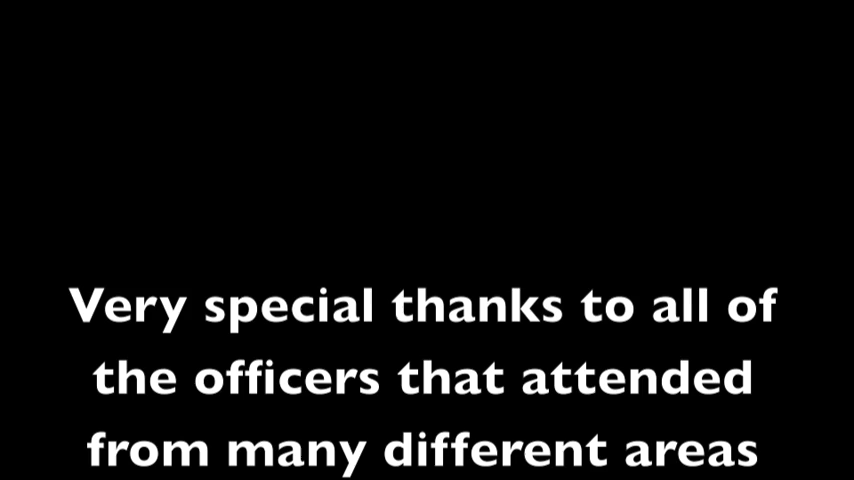 Very special thanks to all of
the officers that attended
from many different areas